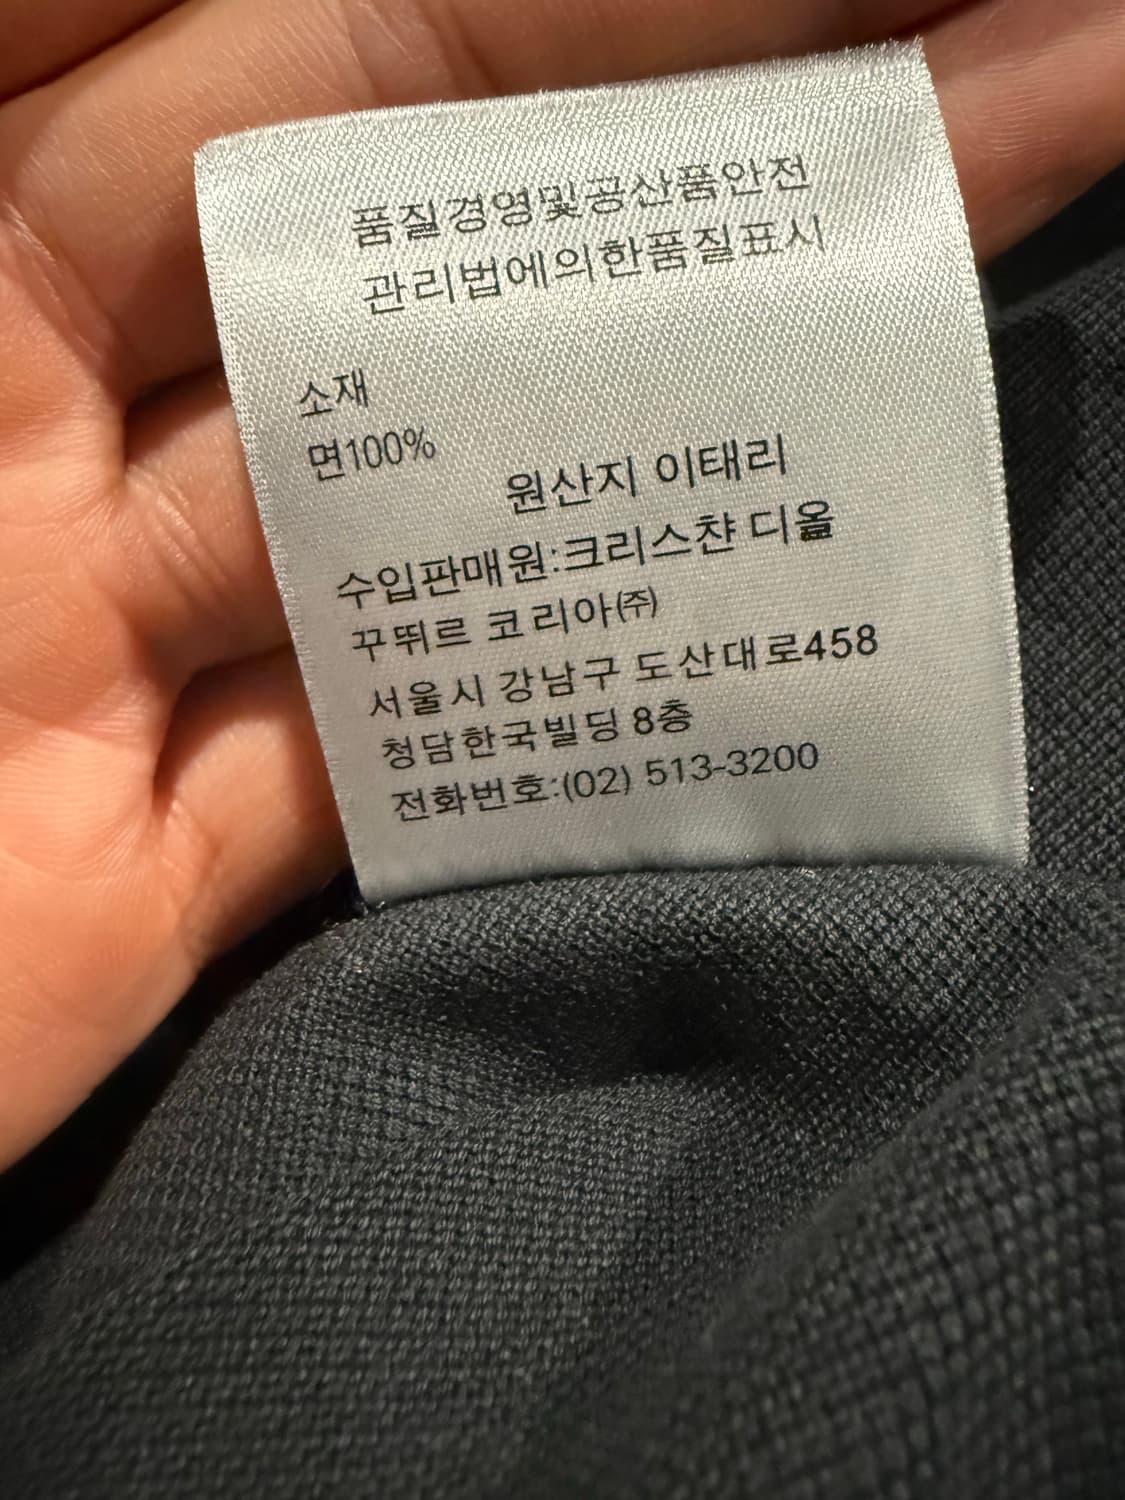 품질경영및공산품안전
관리법에의한품질표시
소재
면100%
원산지 이태리
수입판매원:크리스챤 디올
꾸뛰르 코리아㈜
서울시 강남구 도산대로458
청담한국빌딩 8층
전화번호:(02) 513-3200